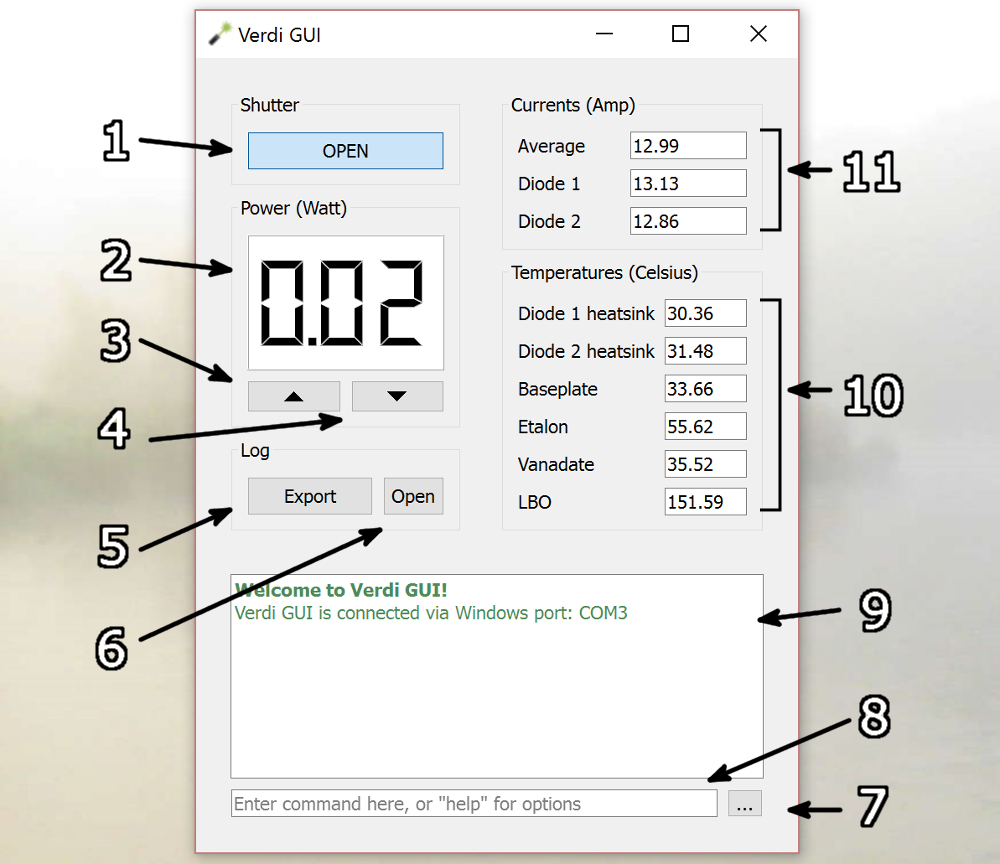 Verdi GUI
Shutter
OPEN
Power (Watt)
0.02
Log
Export Open
Currents (Amp)
Average 12.99
Diode 1 13.13
Diode 2 12.86
Temperatures (Celsius)
Diode 1 heatsink 30.36
Diode 2 heatsink 31.48
Baseplate 33.66
Etalon 55.62
Vanadate 35.52
LBO 151.59
Welcome to Verdi GUI!
Verdi GUI is connected via Windows port: COM3
Enter command here, or "help" for options ...
1
2
3
4
5
6
7
8
9
10
11